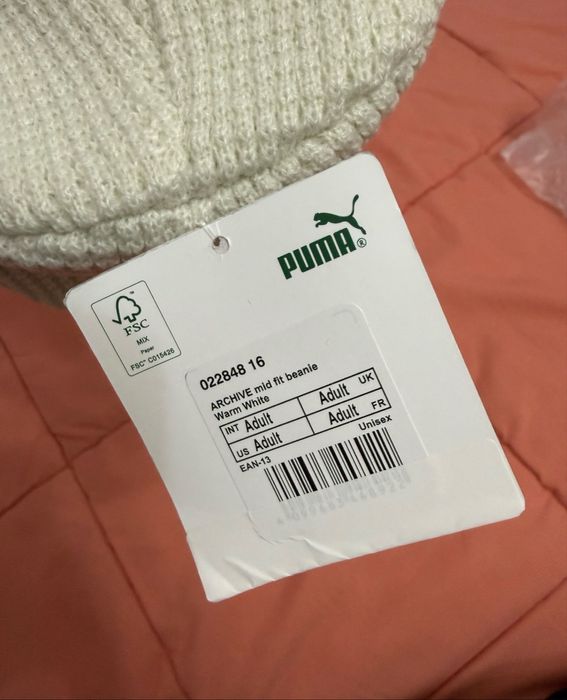 PUMA®
FSC™
MIX
Paper
FSC® C015426
022848 16
ARCHIVE mid fit beanie
Warm White
INT Adult Adult UK
US Adult Adult FR
EAN-13 Unisex